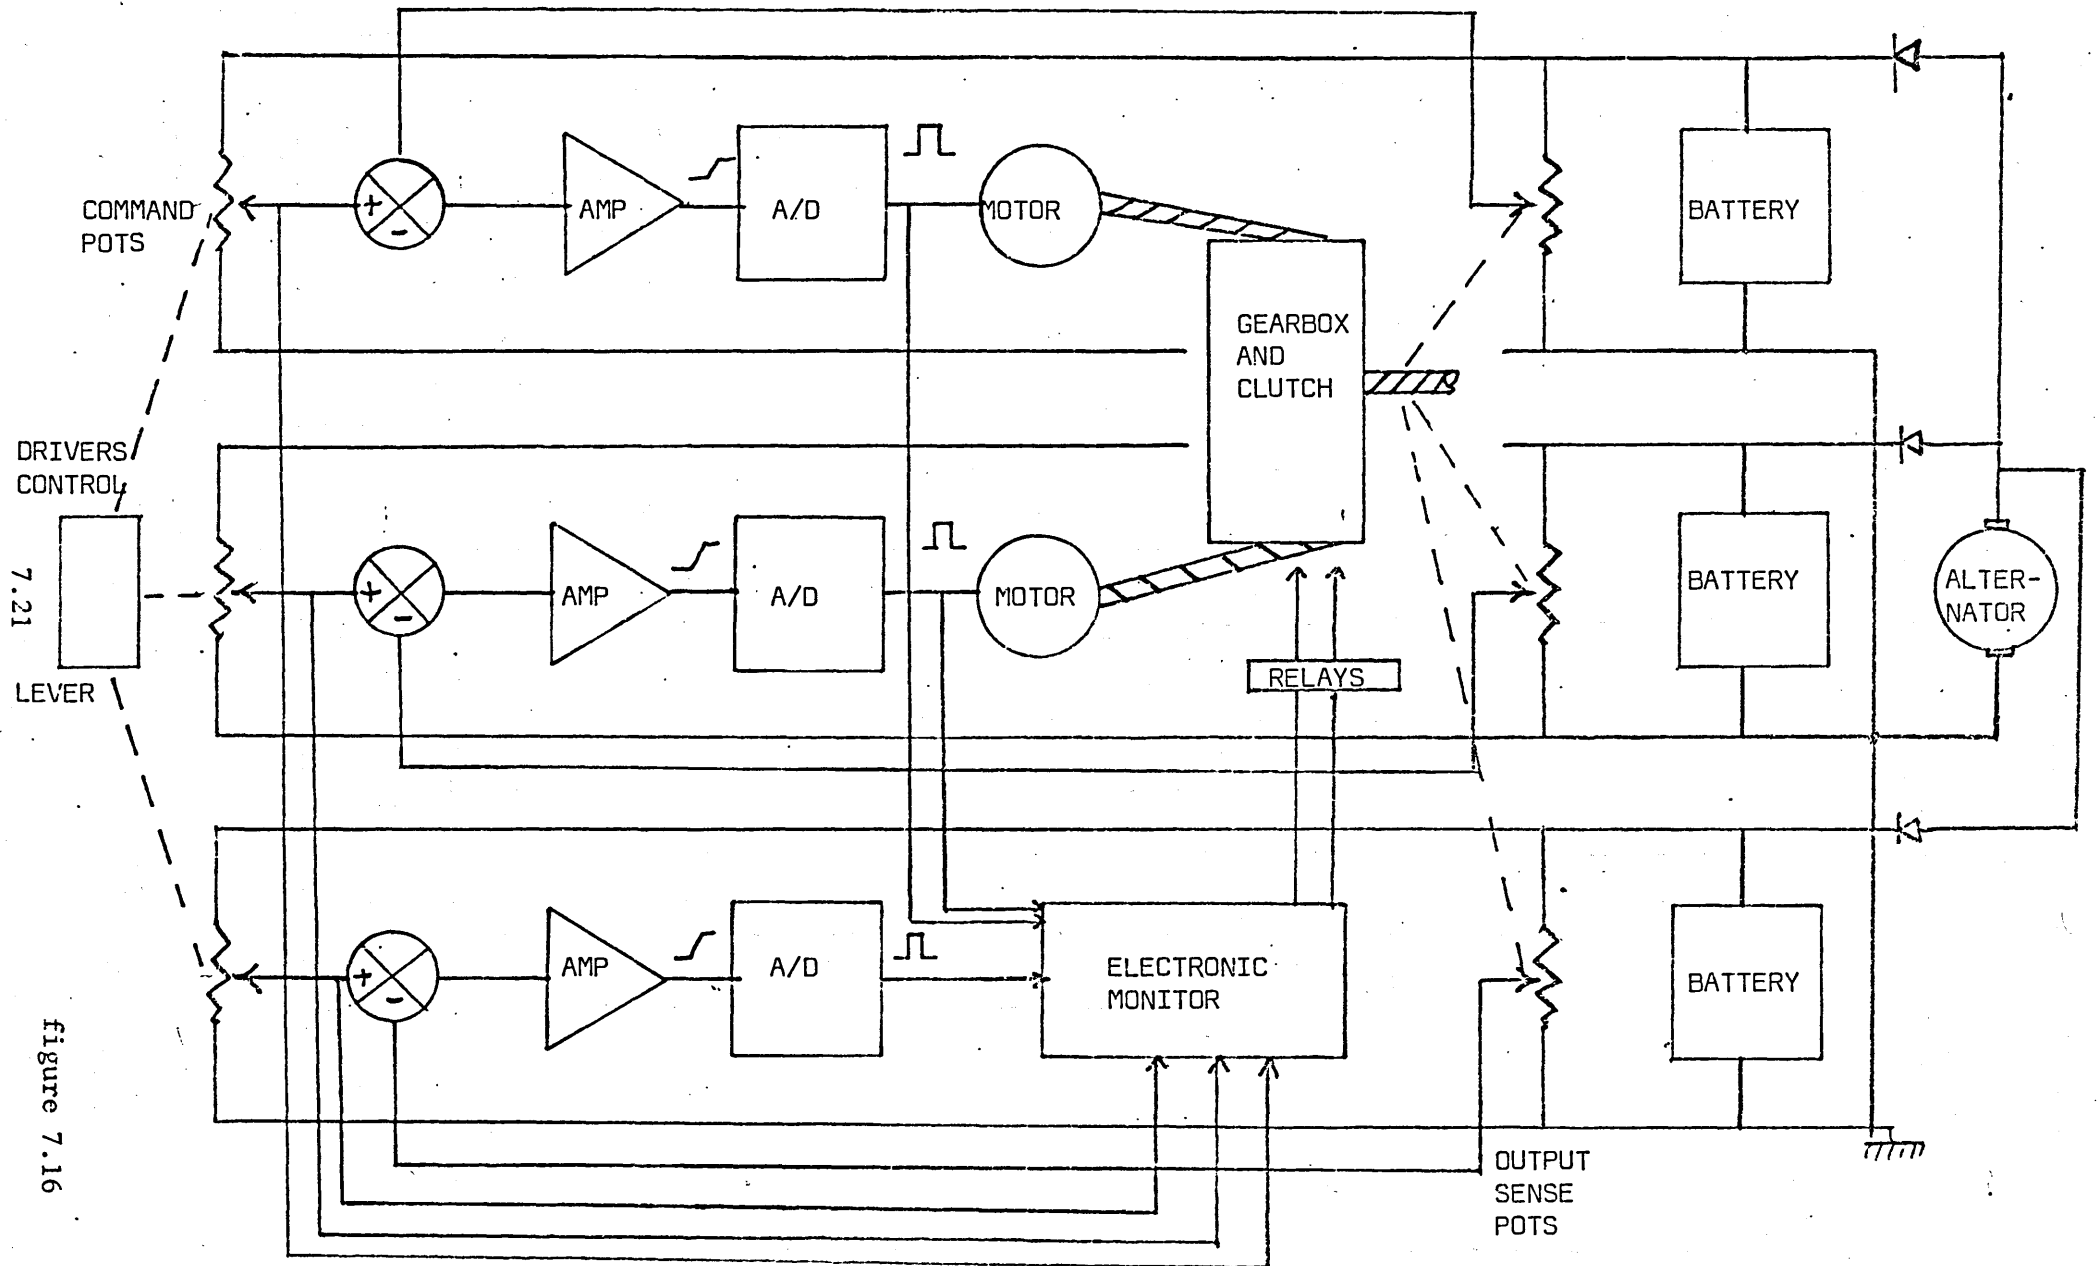 COMMAND
POTS
+
-
AMP
A/D
MOTOR
BATTERY
GEARBOX
AND
CLUTCH
DRIVERS
CONTROL
LEVER
+
-
AMP
A/D
MOTOR
RELAYS
BATTERY
ALTER-
NATOR
+
-
AMP
A/D
ELECTRONIC
MONITOR
BATTERY
OUTPUT
SENSE
POTS
7.21
figure 7.16